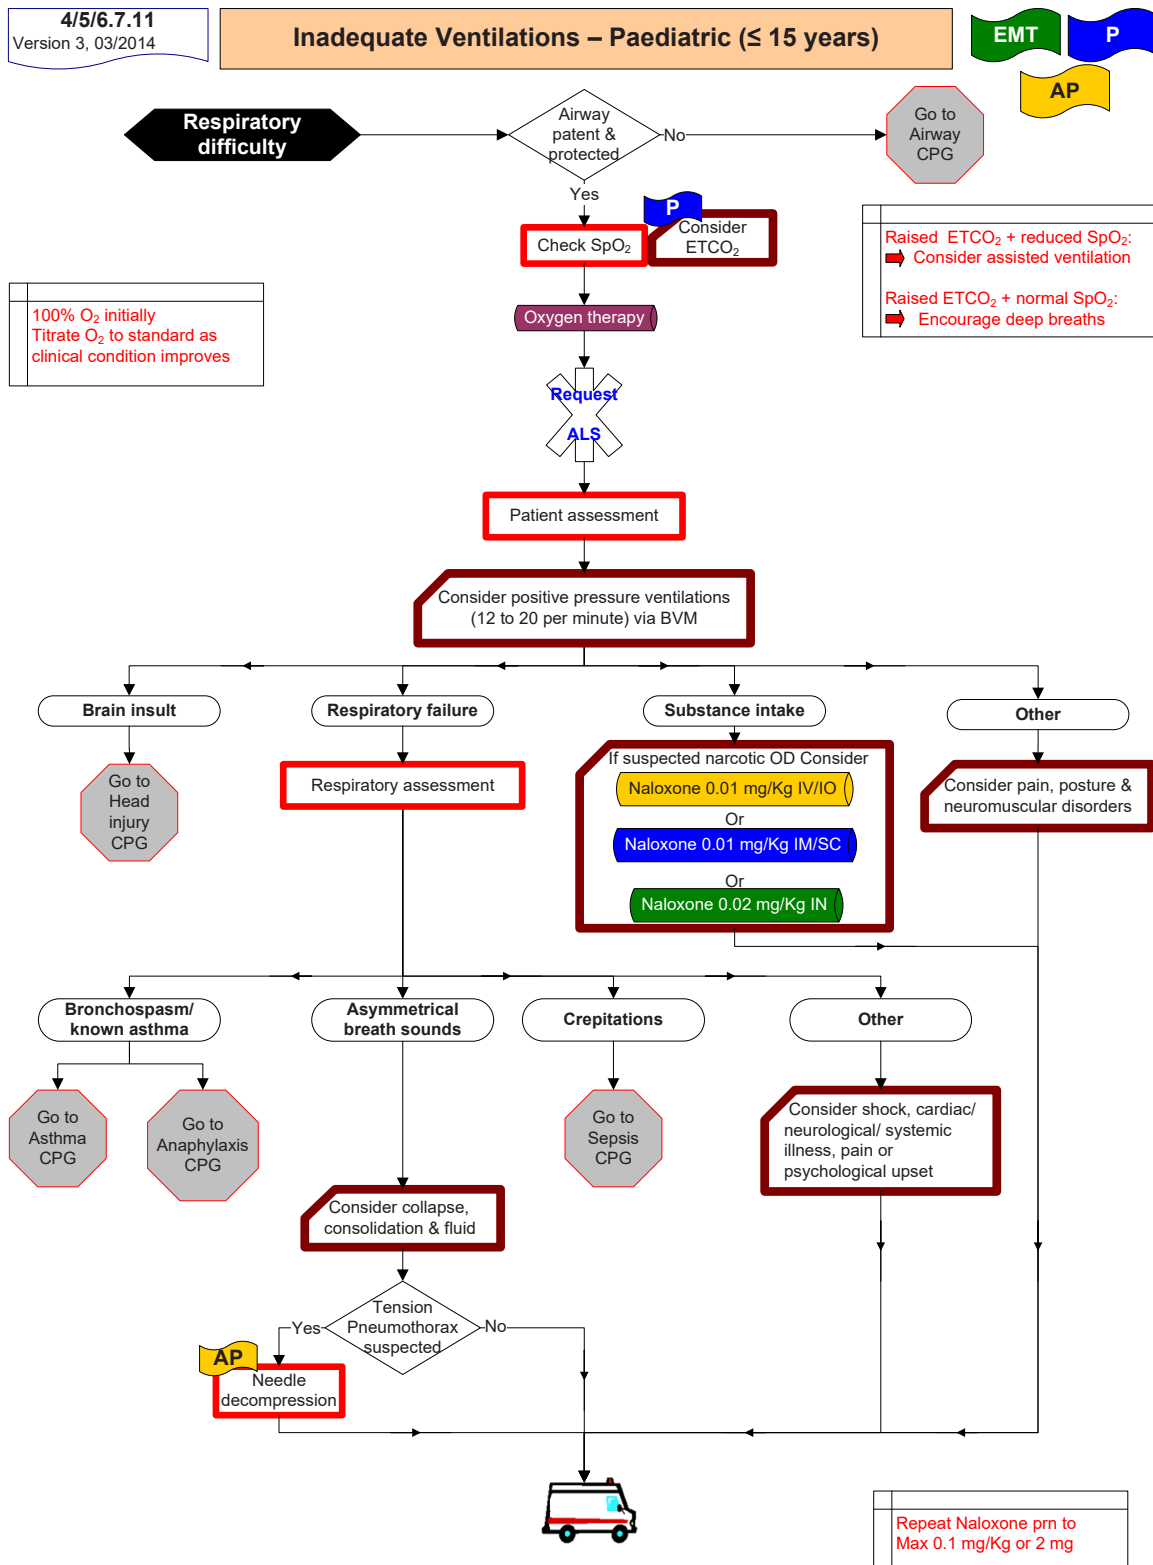 4/5/6.7.11
Version 3, 03/2014
Inadequate Ventilations – Paediatric (≤ 15 years)
EMT
P
AP
Respiratory
difficulty
Airway
patent &
protected
No
Go to
Airway
CPG
Yes
P
Check SpO₂
Consider
ETCO₂
Raised ETCO₂ + reduced SpO₂:
Consider assisted ventilation
Raised ETCO₂ + normal SpO₂:
Encourage deep breaths
100% O₂ initially
Titrate O₂ to standard as
clinical condition improves
Oxygen therapy
Request
ALS
Patient assessment
Consider positive pressure ventilations
(12 to 20 per minute) via BVM
Brain insult
Respiratory failure
Substance intake
Other
Go to
Head
injury
CPG
Respiratory assessment
If suspected narcotic OD Consider
Naloxone 0.01 mg/Kg IV/IO
Or
Naloxone 0.01 mg/Kg IM/SC
Or
Naloxone 0.02 mg/Kg IN
Consider pain, posture &
neuromuscular disorders
Bronchospasm/
known asthma
Asymmetrical
breath sounds
Crepitations
Other
Go to
Asthma
CPG
Go to
Anaphylaxis
CPG
Go to
Sepsis
CPG
Consider shock, cardiac/
neurological/ systemic
illness, pain or
psychological upset
Consider collapse,
consolidation & fluid
Tension
Pneumothorax
suspected
Yes
No
AP
Needle
decompression
Repeat Naloxone prn to
Max 0.1 mg/Kg or 2 mg